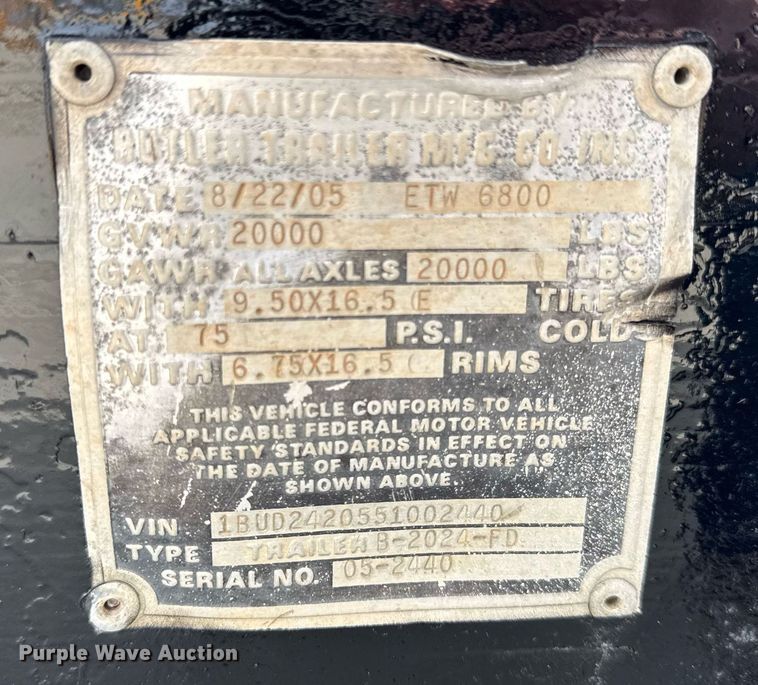 MANUFACTURED BY
BUTLER TRAILER MFG CO INC
DATE 8/22/05 ETW 6800
GVWR 20000 LBS
GAWR ALL AXLES 20000 LBS
WITH 9.50X16.5 E TIRES
AT 75 P.S.I. COLD
WITH 6.75X16.5 RIMS
THIS VEHICLE CONFORMS TO ALL
APPLICABLE FEDERAL MOTOR VEHICLE
SAFETY STANDARDS IN EFFECT ON
THE DATE OF MANUFACTURE AS
SHOWN ABOVE.
VIN 1BUD2420551002440
TYPE TRAILER B-2024-FD
SERIAL NO. 05-2440
Purple Wave Auction